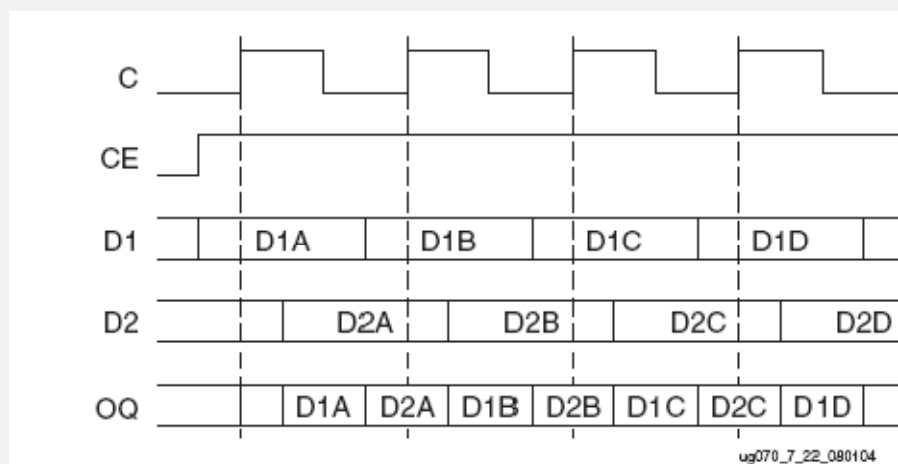 C
CE
D1 D1A D1B D1C D1D
D2 D2A D2B D2C D2D
OQ D1A D2A D1B D2B D1C D2C D1D
ug070_7_22_080104